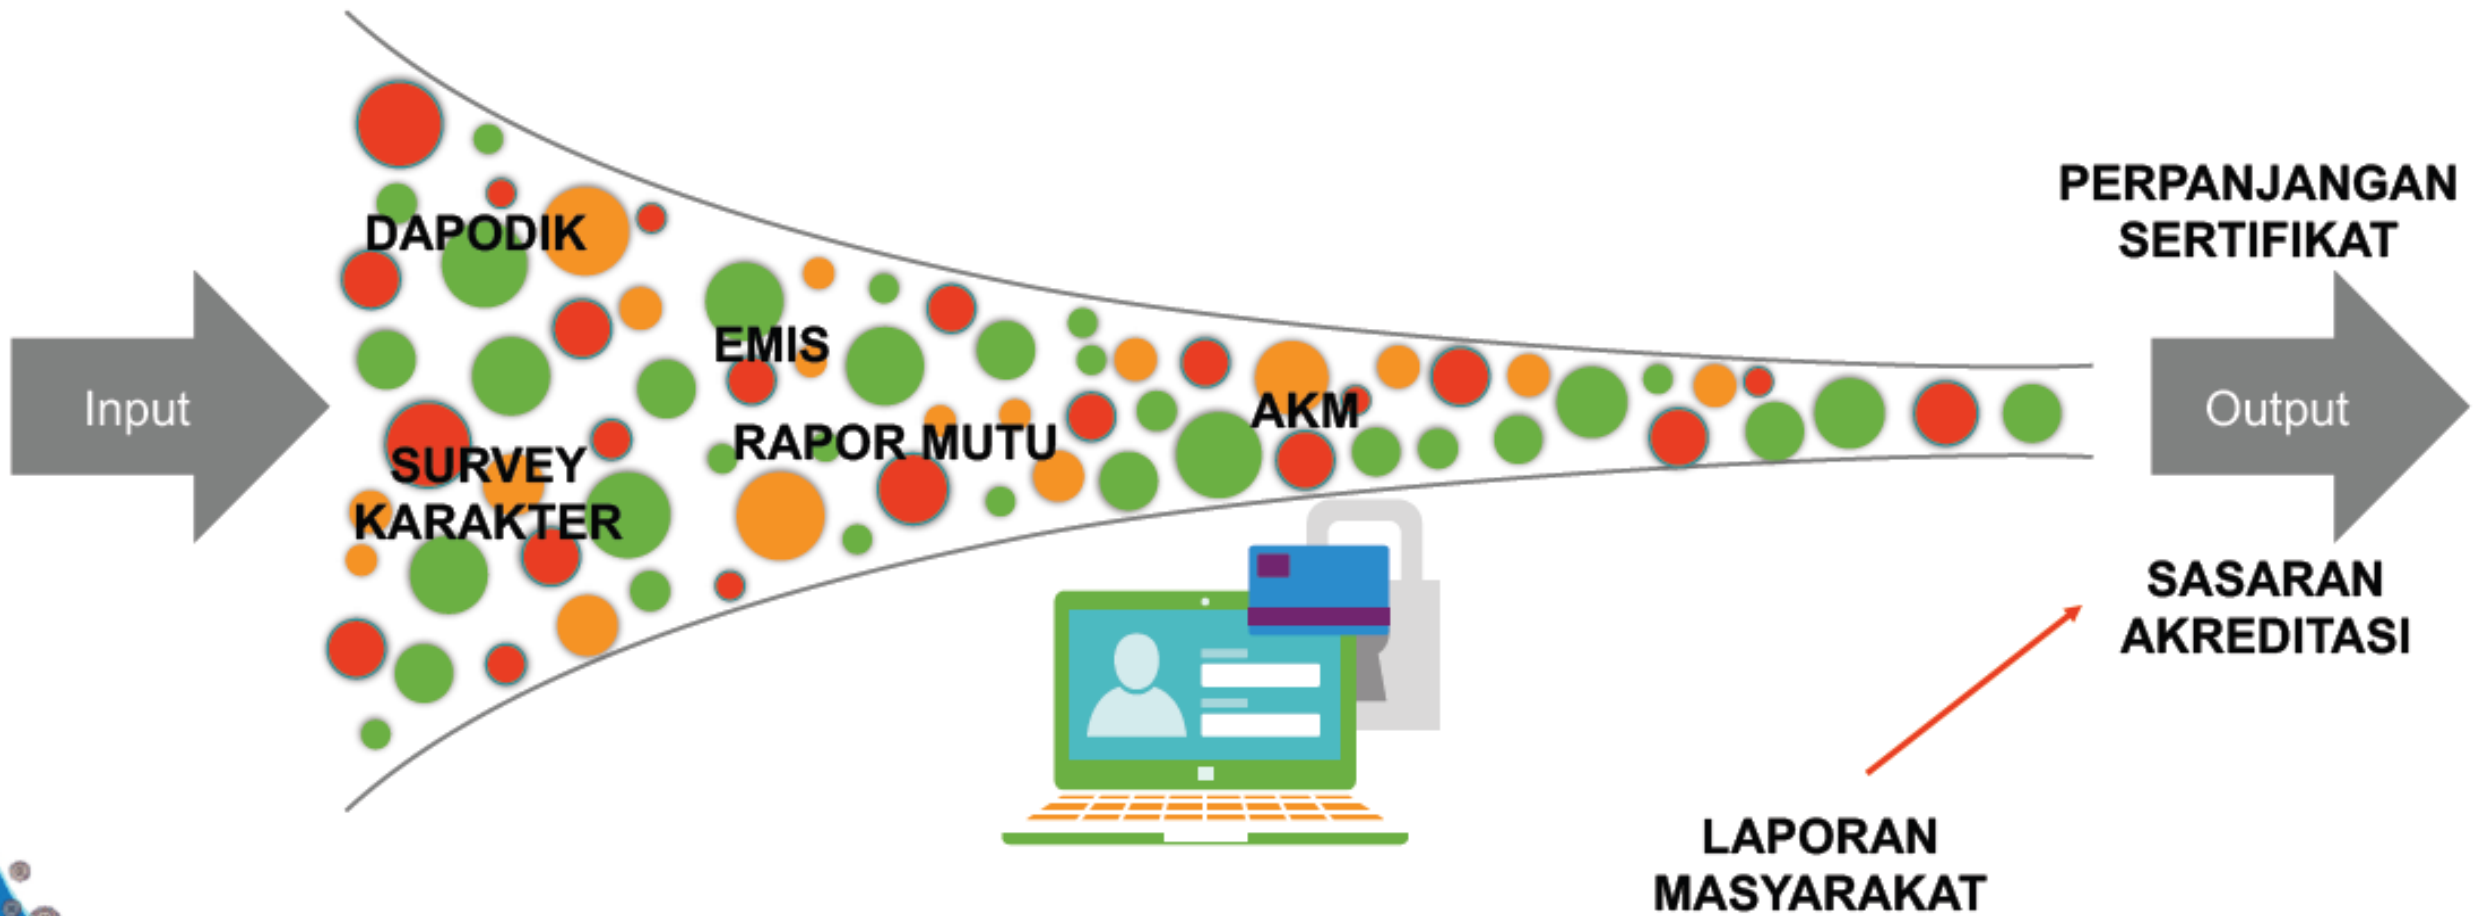 Input
DAPODIK
SURVEY
KARAKTER
EMIS
RAPOR MUTU
AKM
PERPANJANGAN
SERTIFIKAT
Output
SASARAN
AKREDITASI
LAPORAN
MASYARAKAT